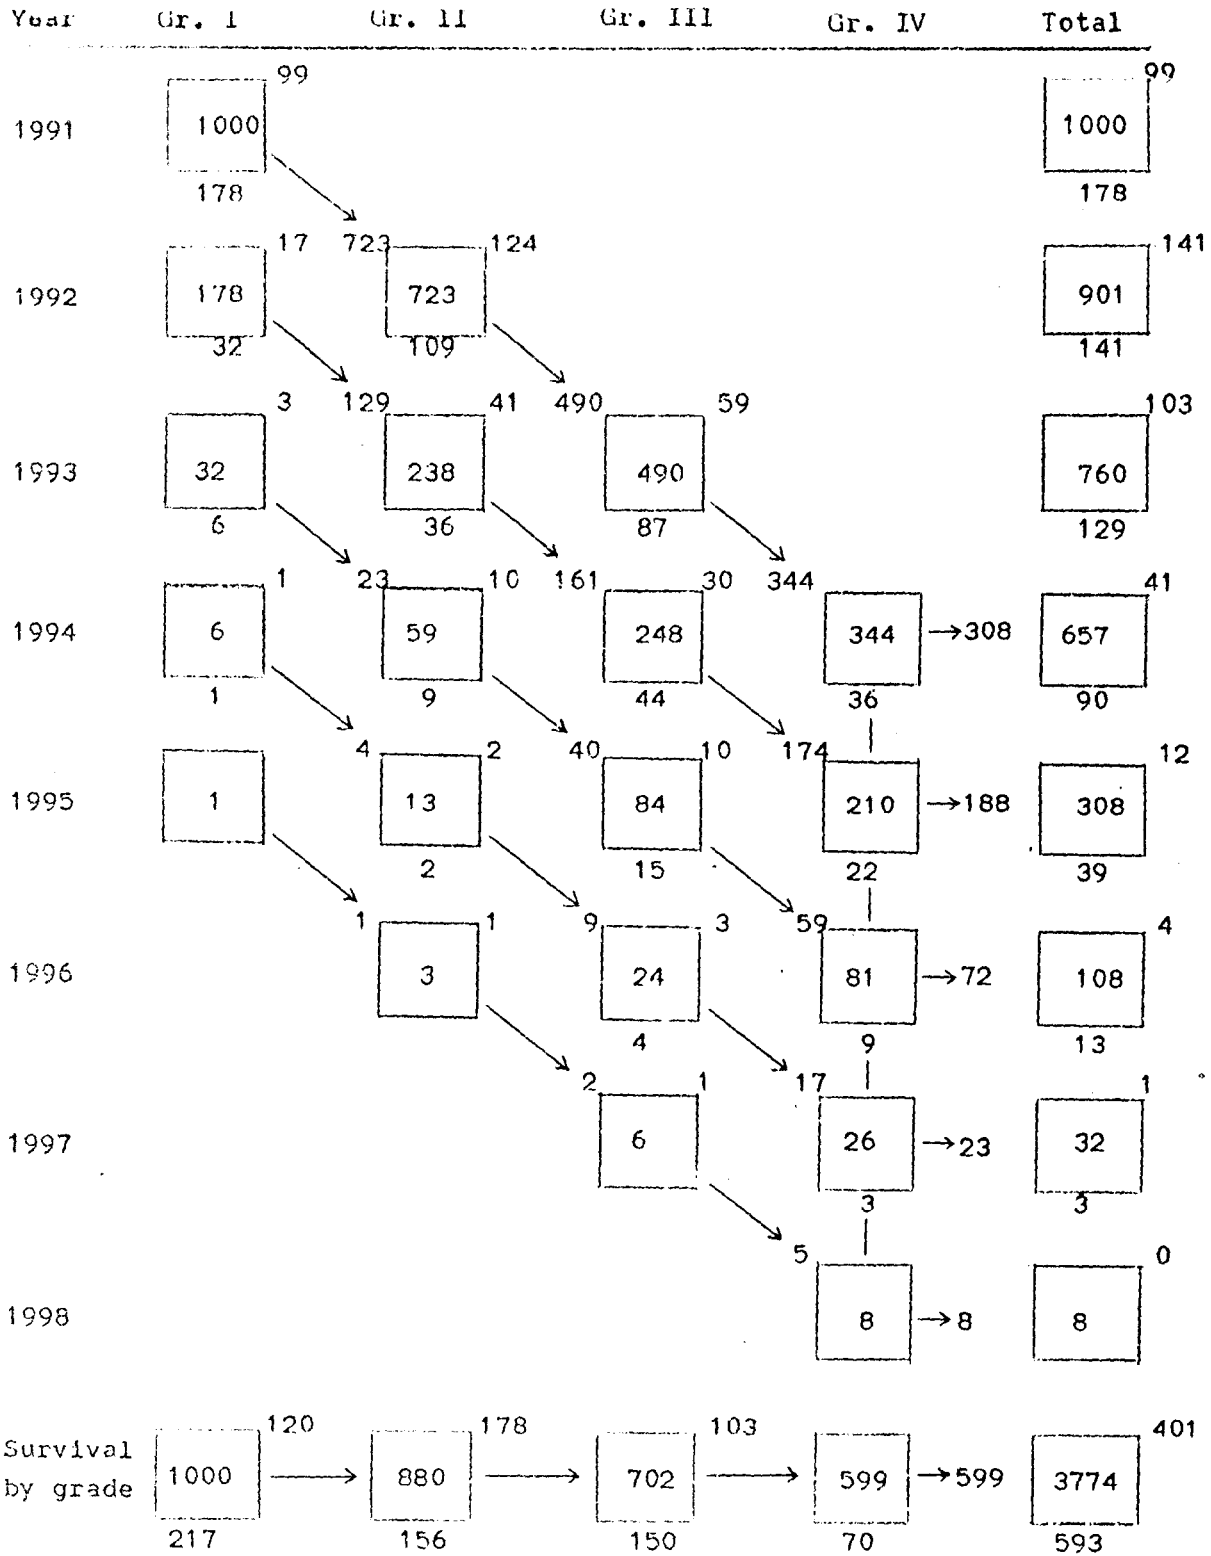 Year Gr. I Gr. II Gr. III Gr. IV Total
99 99
1991 1000 1000
178 178
17 723 124 141
1992 178 723 901
32 109 141
3 129 41 490 59 103
1993 32 238 490 760
6 36 87 129
1 23 10 161 30 344 41
1994 6 59 248 344 →308 657
1 9 44 36 90
4 2 40 10 174 12
1995 1 13 84 210 →188 308
2 15 22 39
1 1 9 3 59 4
1996 3 24 81 →72 108
4 9 13
2 1 17 1
1997 6 26 →23 32
3 3
5 0
1998 8 →8 8
120 178 103 401
Survival
by grade 1000 → 880 → 702 → 599 →599 3774
217 156 150 70 593